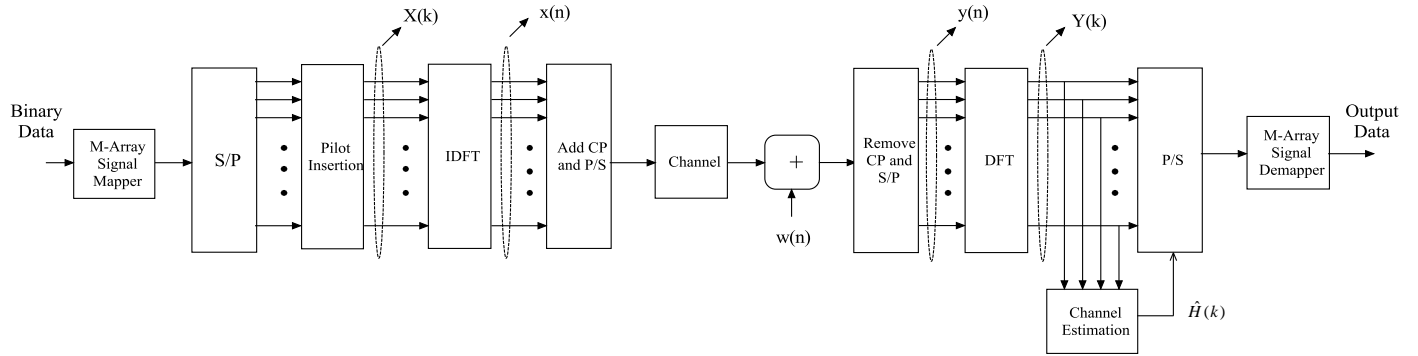 Binary
Data
M-Array
Signal
Mapper
S/P
Pilot
Insertion
X(k)
IDFT
x(n)
Add CP
and P/S
Channel
+
w(n)
Remove
CP and
S/P
y(n)
DFT
Y(k)
Channel
Estimation
Ĥ(k)
P/S
M-Array
Signal
Demapper
Output
Data